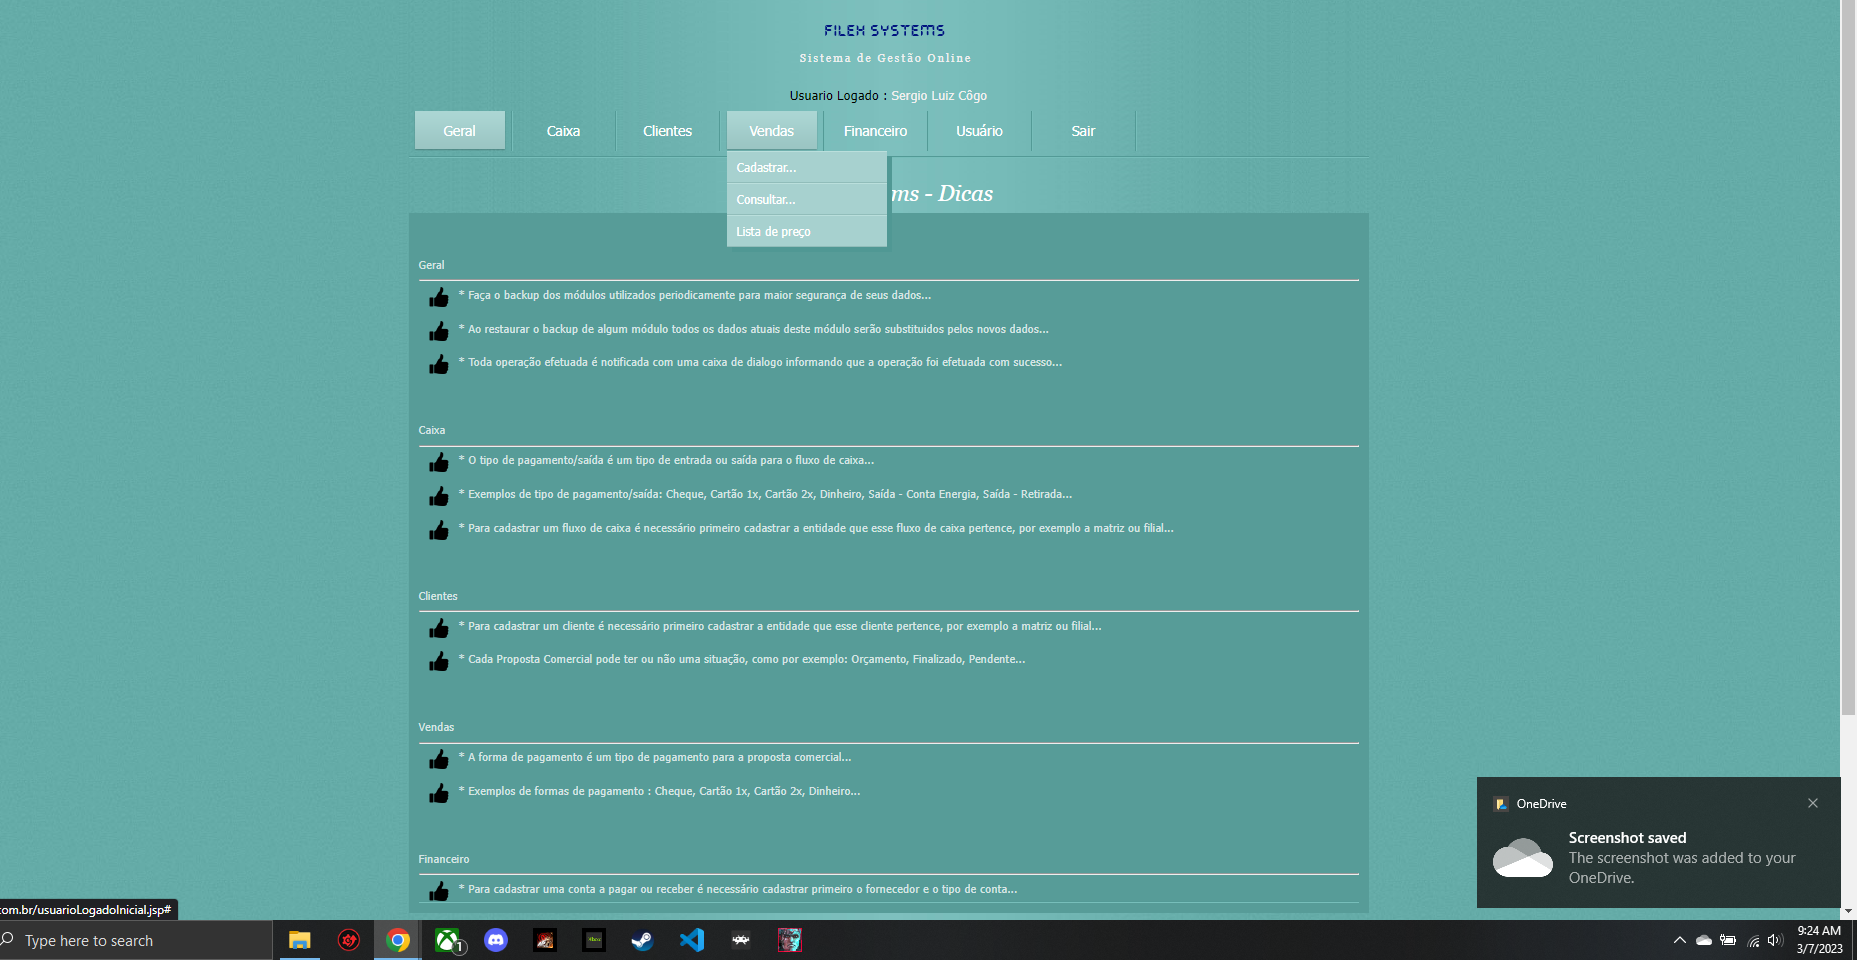 FILEX SYSTEMS
Sistema de Gestão Online
Usuario Logado : Sergio Luiz Côgo
Geral
Caixa
Clientes
Vendas
Financeiro
Usuário
Sair
Cadastrar...
Consultar...
Lista de preço
ms - Dicas
Geral
* Faça o backup dos módulos utilizados periodicamente para maior segurança de seus dados...
* Ao restaurar o backup de algum módulo todos os dados atuais deste módulo serão substituidos pelos novos dados...
* Toda operação efetuada é notificada com uma caixa de dialogo informando que a operação foi efetuada com sucesso...
Caixa
* O tipo de pagamento/saída é um tipo de entrada ou saída para o fluxo de caixa...
* Exemplos de tipo de pagamento/saída: Cheque, Cartão 1x, Cartão 2x, Dinheiro, Saída - Conta Energia, Saída - Retirada...
* Para cadastrar um fluxo de caixa é necessário primeiro cadastrar a entidade que esse fluxo de caixa pertence, por exemplo a matriz ou filial...
Clientes
* Para cadastrar um cliente é necessário primeiro cadastrar a entidade que esse cliente pertence, por exemplo a matriz ou filial...
* Cada Proposta Comercial pode ter ou não uma situação, como por exemplo: Orçamento, Finalizado, Pendente...
Vendas
* A forma de pagamento é um tipo de pagamento para a proposta comercial...
* Exemplos de formas de pagamento : Cheque, Cartão 1x, Cartão 2x, Dinheiro...
Financeiro
* Para cadastrar uma conta a pagar ou receber é necessário cadastrar primeiro o fornecedor e o tipo de conta...
OneDrive
Screenshot saved
The screenshot was added to your
OneDrive.
com.br/usuarioLogadoInicial.jsp#
Type here to search
1
9:24 AM
3/7/2023